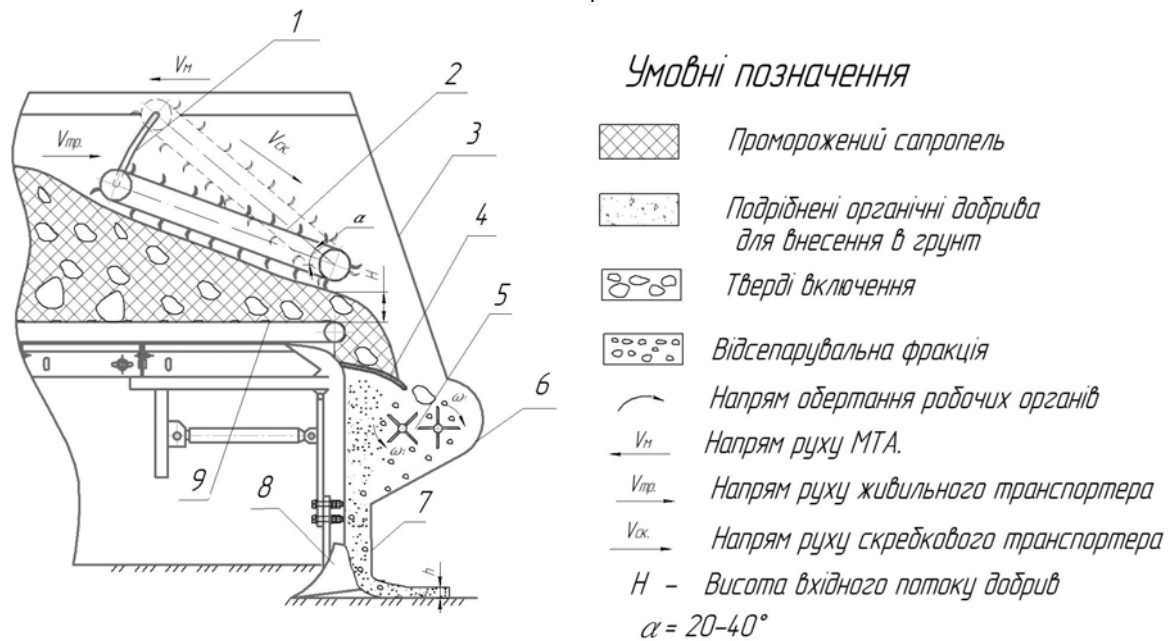 1
2
3
4
5
6
7
8
9
Vм
Vтр.
Vск.
α
H
ω₁
ω₂
h
Умовні позначення
Проморожений сапропель
Подрібнені органічні добрива
для внесення в грунт
Тверді включення
Відсепарувальна фракція
Напрям обертання робочих органів
Vм Напрям руху МТА.
Vтр. Напрям руху живильного транспортера
Vск. Напрям руху скребкового транспортера
H – Висота вхідного потоку добрив
α = 20–40°